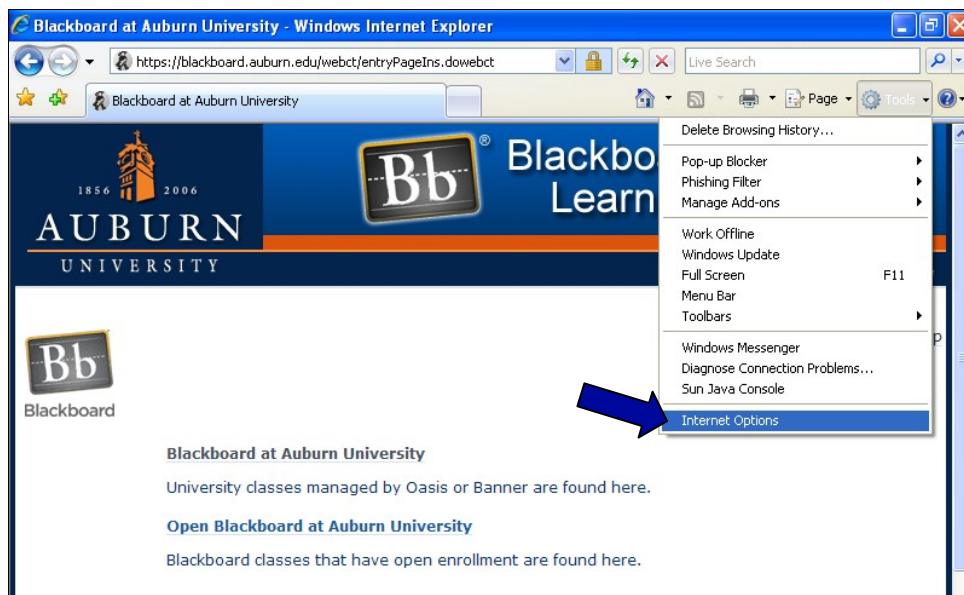 Blackboard at Auburn University - Windows Internet Explorer
https://blackboard.auburn.edu/webct/entryPageIns.dowebct
Live Search
Blackboard at Auburn University
Page
Tools
Delete Browsing History...
Pop-up Blocker
Phishing Filter
Manage Add-ons
Work Offline
Windows Update
Full Screen F11
Menu Bar
Toolbars
Windows Messenger
Diagnose Connection Problems...
Sun Java Console
Internet Options
1856 2006
AUBURN
UNIVERSITY
Bb®
Blackbo
Learn
Bb
Blackboard
Blackboard at Auburn University
University classes managed by Oasis or Banner are found here.
Open Blackboard at Auburn University
Blackboard classes that have open enrollment are found here.